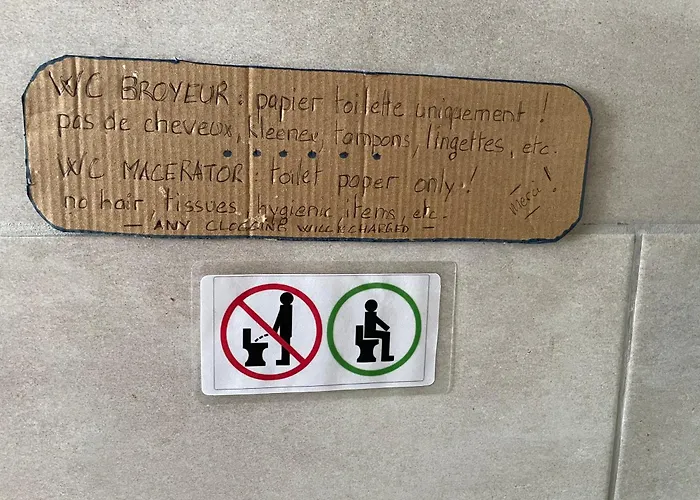 WC BROYEUR : papier toilette uniquement !
pas de cheveux, kleenex, tampons, lingettes, etc.
WC MACERATOR : toilet paper only !
no hair, tissues, hygienic items, etc.
Merci !
— ANY CLOGGING WILL BE CHARGED —